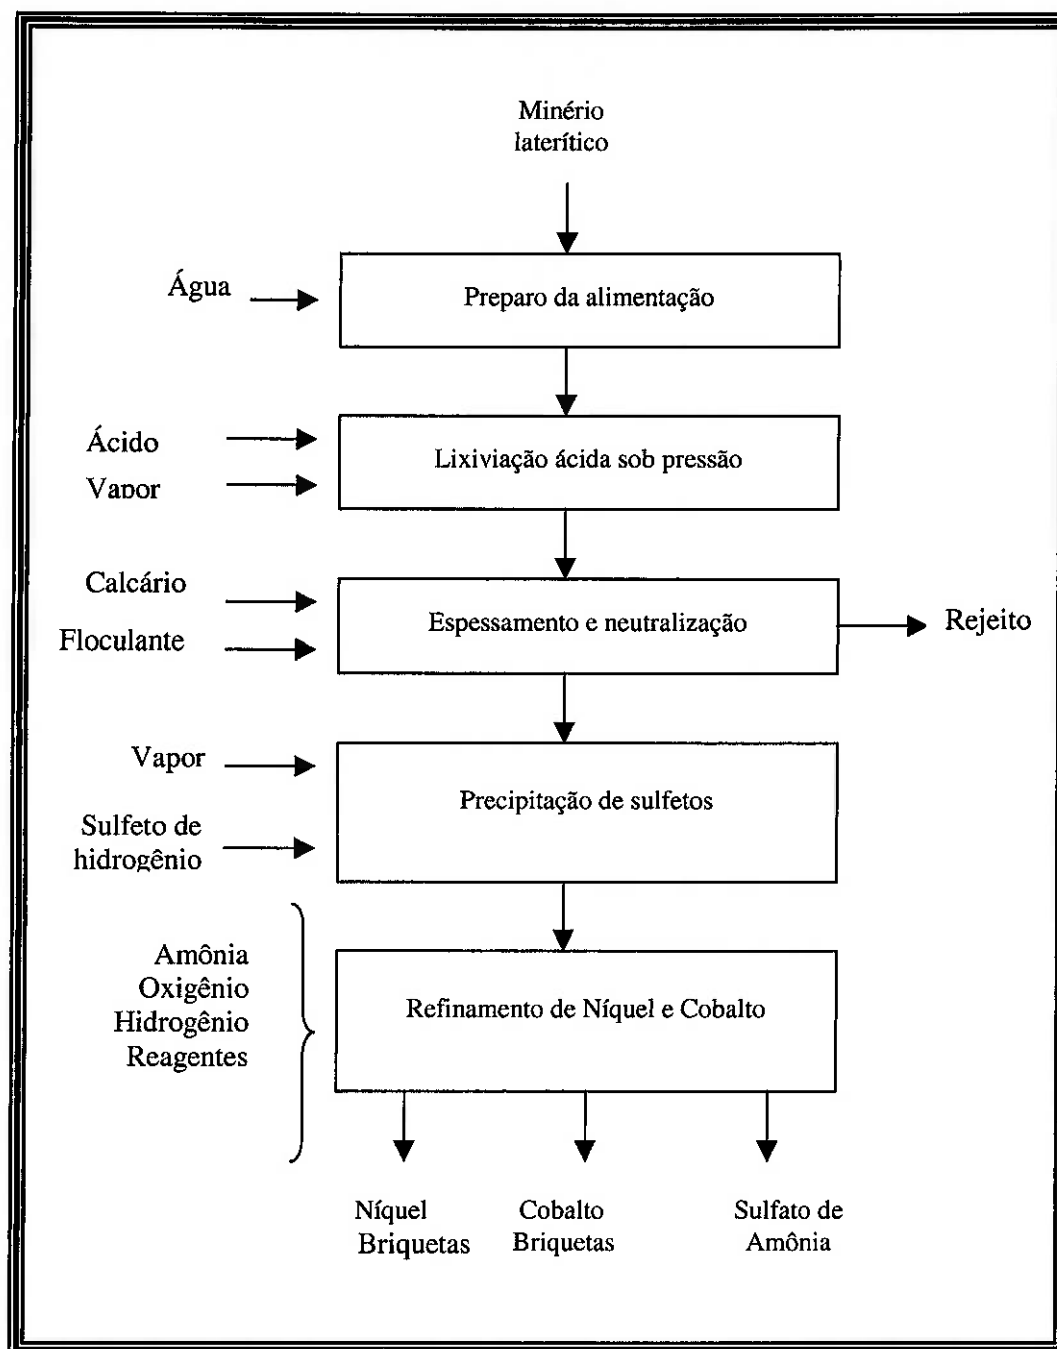 Minério
laterítico
Água
Preparo da alimentação
Ácido
Vapor
Lixiviação ácida sob pressão
Calcário
Floculante
Espessamento e neutralização
Rejeito
Vapor
Sulfeto de
hidrogênio
Precipitação de sulfetos
Amônia
Oxigênio
Hidrogênio
Reagentes
Refinamento de Níquel e Cobalto
Níquel
Briquetas
Cobalto
Briquetas
Sulfato de
Amônia